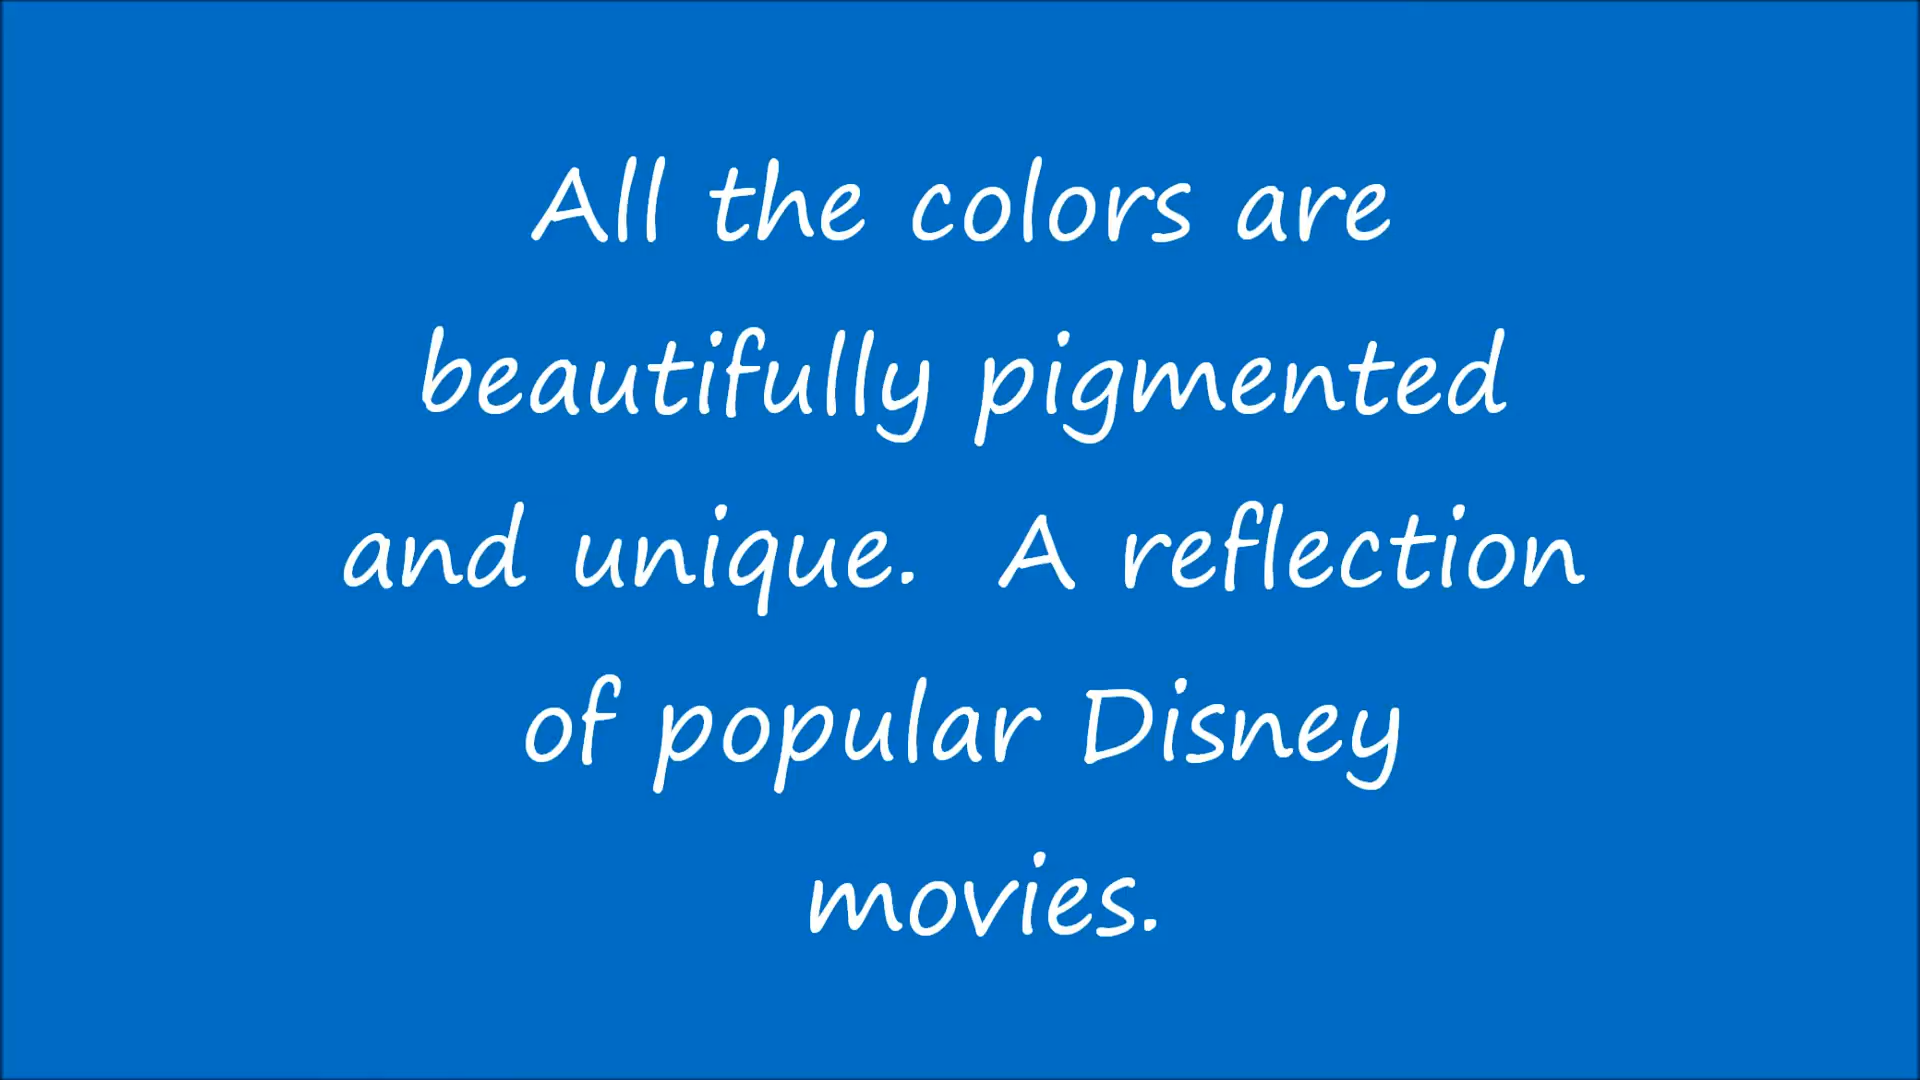 All the colors are
beautifully pigmented
and unique.  A reflection
of popular Disney
movies.